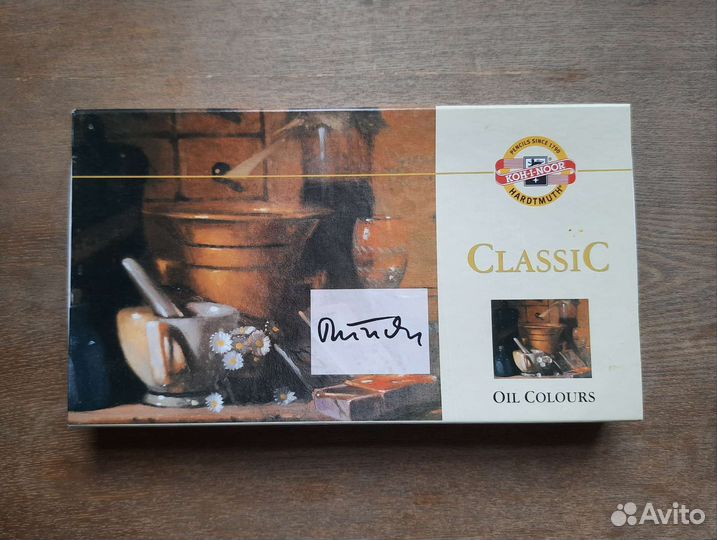 PENCILS SINCE 1790
KOH-I-NOOR
HARDTMUTH
CLASSIC
OIL COLOURS
Avito